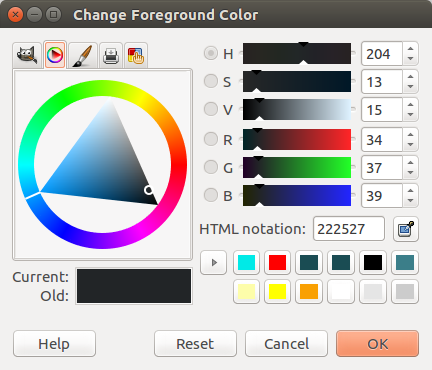 Change Foreground Color
H 204
S 13
V 15
R 34
G 37
B 39
HTML notation: 222527
Current:
Old:
Help Reset Cancel OK